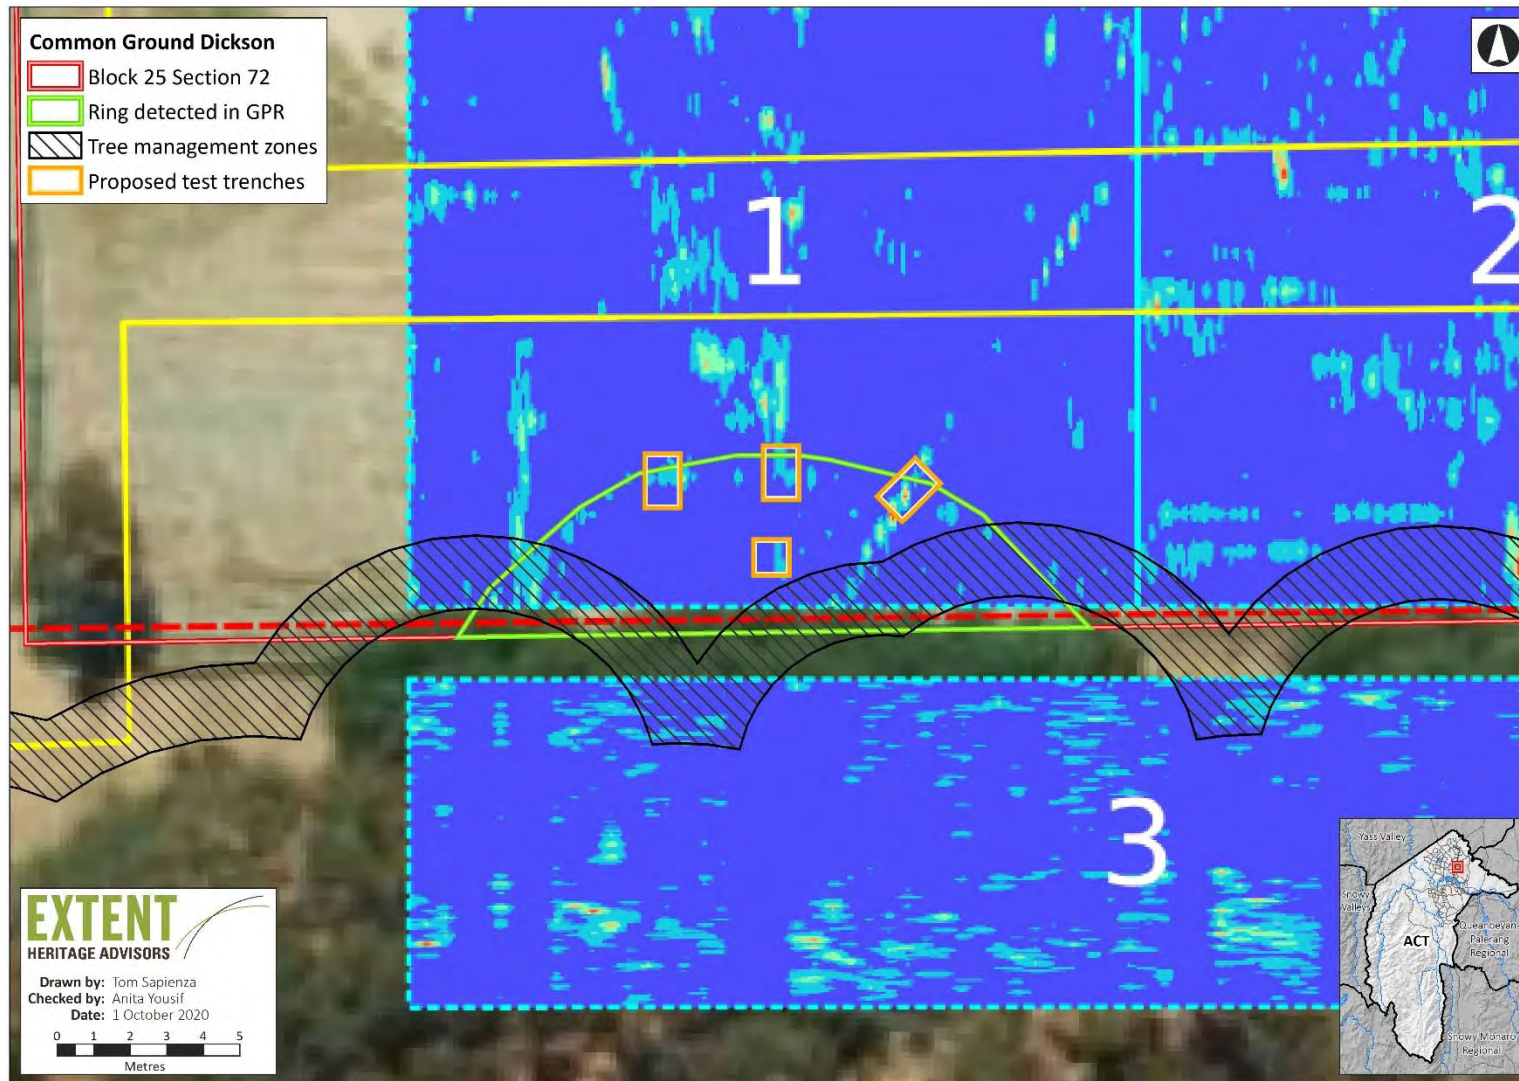 Common Ground Dickson
Block 25 Section 72
Ring detected in GPR
Tree management zones
Proposed test trenches
1
2
3
EXTENT
HERITAGE ADVISORS
Drawn by: Tom Sapienza
Checked by: Anita Yousif
Date: 1 October 2020
0 1 2 3 4 5
Metres
Yass Valley
Snowy
Valleys
ACT
Queanbeyan-
Palerang
Regional
Snowy Monaro
Regional